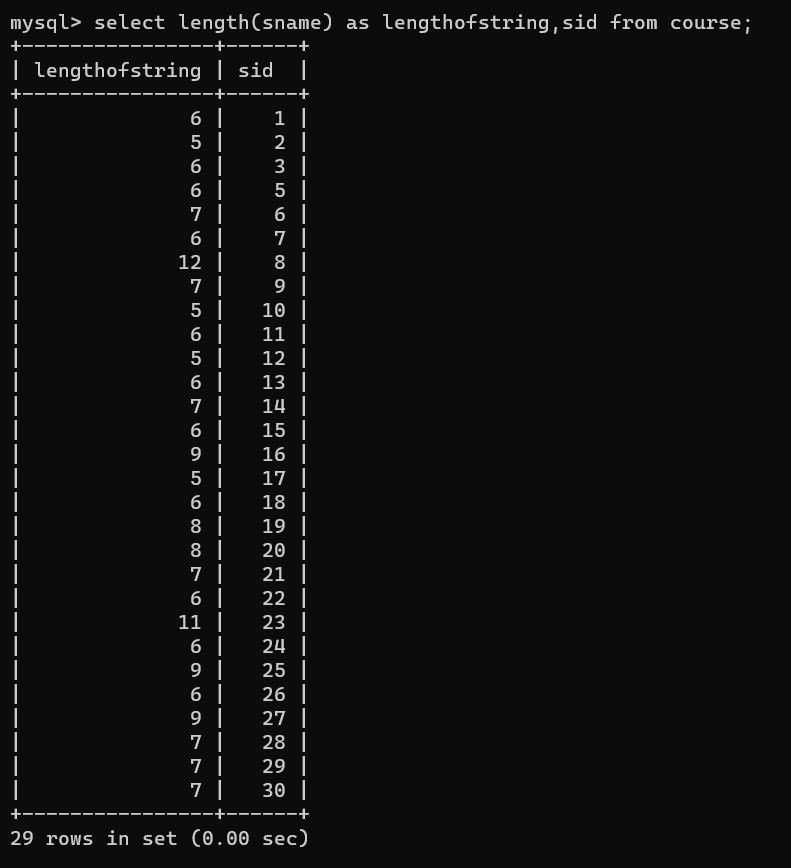 mysql> select length(sname) as lengthofstring,sid from course;
+----------------+------+
| lengthofstring | sid  |
+----------------+------+
|              6 |    1 |
|              5 |    2 |
|              6 |    3 |
|              6 |    5 |
|              7 |    6 |
|              6 |    7 |
|             12 |    8 |
|              7 |    9 |
|              5 |   10 |
|              6 |   11 |
|              5 |   12 |
|              6 |   13 |
|              7 |   14 |
|              6 |   15 |
|              9 |   16 |
|              5 |   17 |
|              6 |   18 |
|              8 |   19 |
|              8 |   20 |
|              7 |   21 |
|              6 |   22 |
|             11 |   23 |
|              6 |   24 |
|              9 |   25 |
|              6 |   26 |
|              9 |   27 |
|              7 |   28 |
|              7 |   29 |
|              7 |   30 |
+----------------+------+
29 rows in set (0.00 sec)